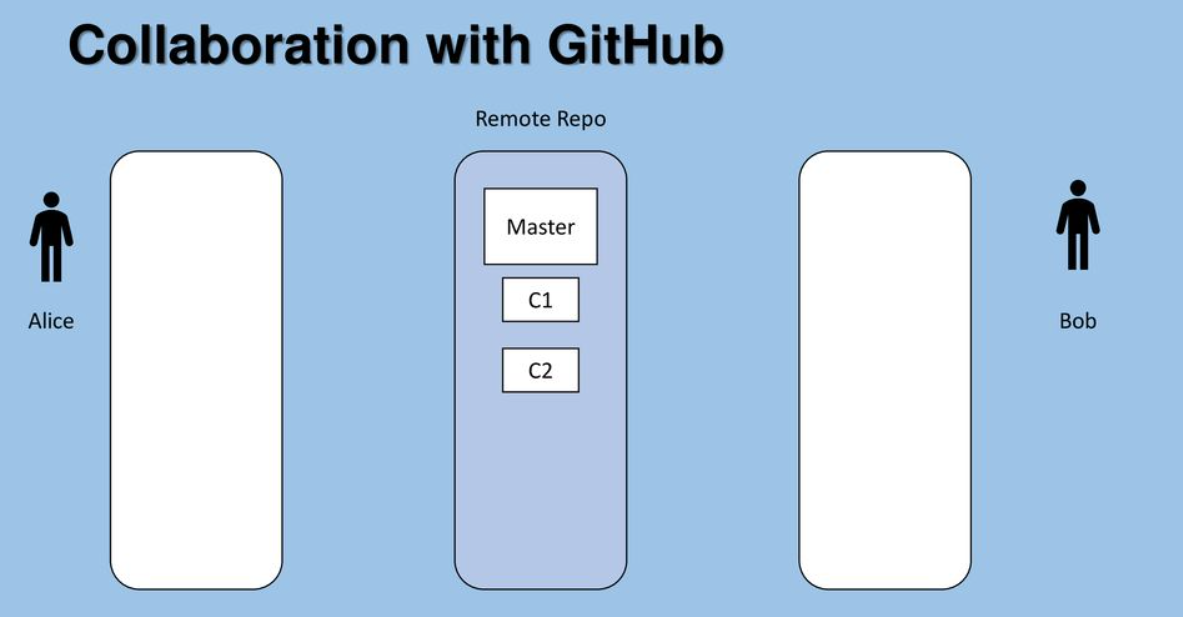 Collaboration with GitHub
Remote Repo
Master
C1
C2
Alice
Bob